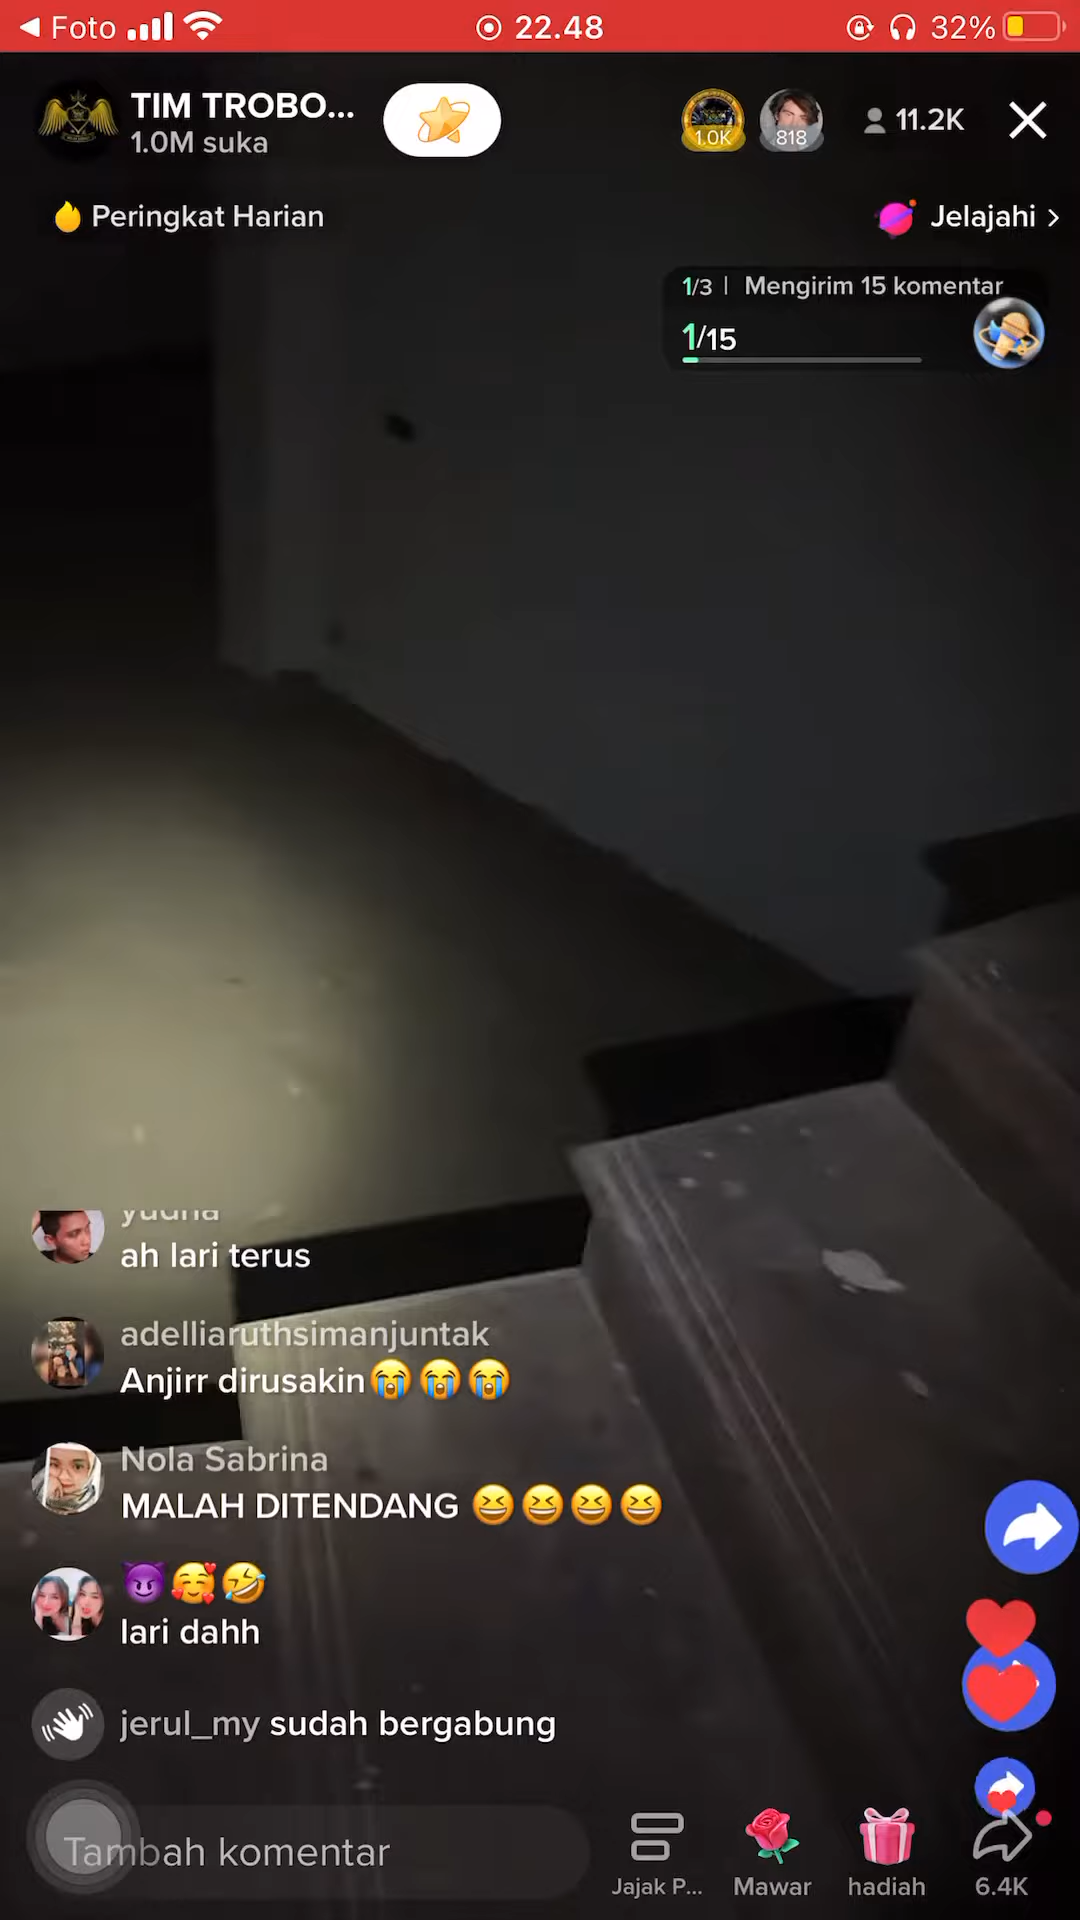 Foto
22.48
32%
TIM TROBO...
1.0M suka
1.0K
818
11.2K
Peringkat Harian
Jelajahi
1/3 | Mengirim 15 komentar
1/15
yudha
ah lari terus
adelliaruthsimanjuntak
Anjirr dirusakin😭😭😭
Nola Sabrina
MALAH DITENDANG 😆😆😆😆
😈🥰🤣
lari dahh
jerul_my sudah bergabung
Tambah komentar
Jajak P...
Mawar
hadiah
6.4K